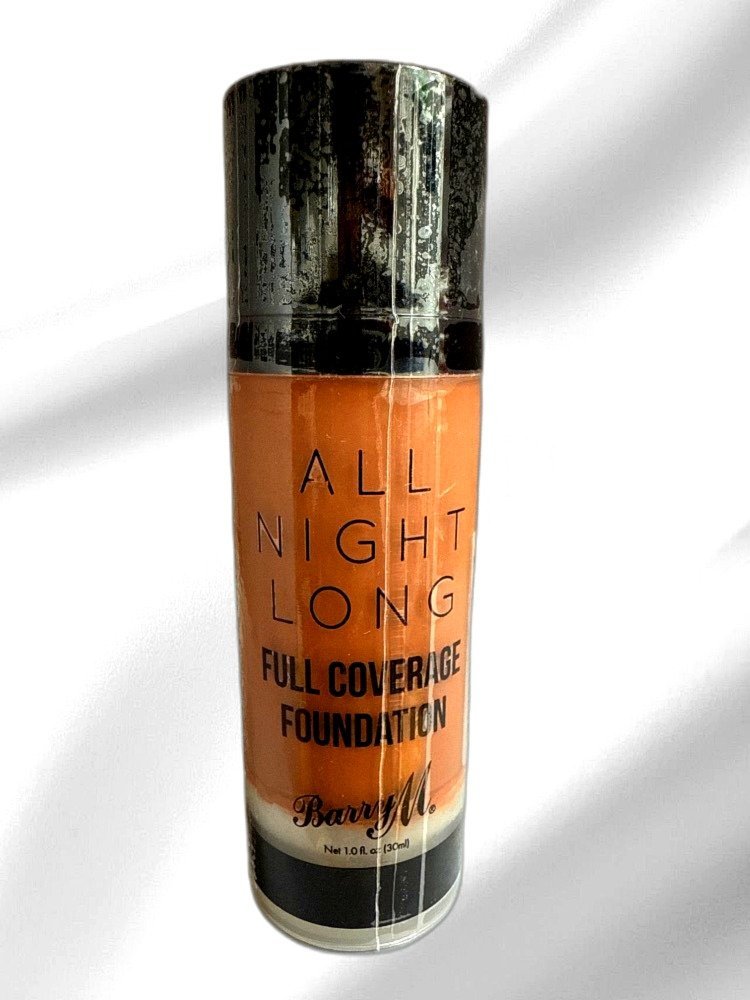 ALL
NIGHT
LONG
FULL COVERAGE
FOUNDATION
Barry M®
Net 1.0 fl. oz (30ml)